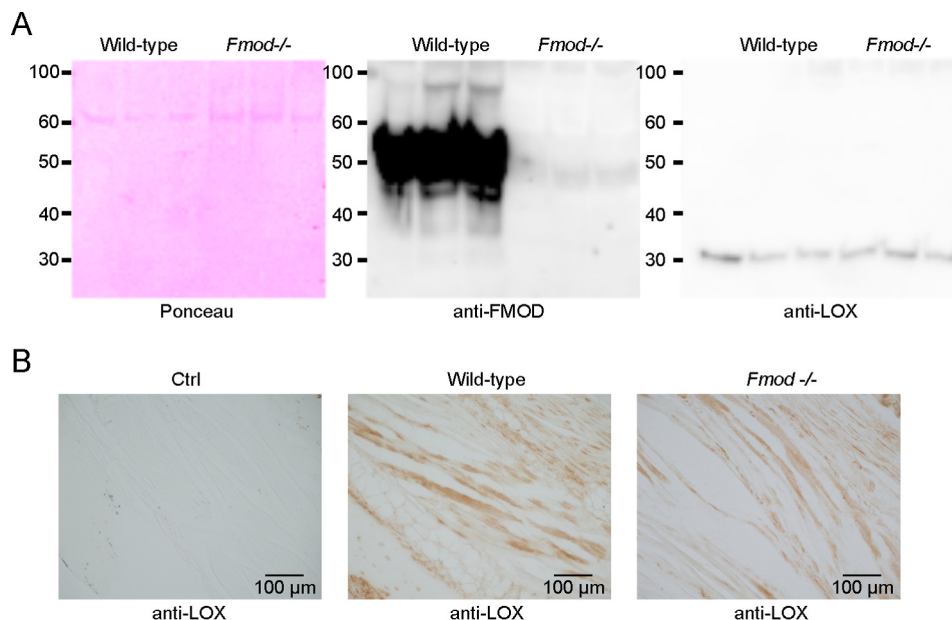 A
Wild-type Fmod-/- Wild-type Fmod-/- Wild-type Fmod-/-
100 100 100
60 60 60
50 50 50
40 40 40
30 30 30
Ponceau anti-FMOD anti-LOX
B
Ctrl Wild-type Fmod -/-
100 µm 100 µm 100 µm
anti-LOX anti-LOX anti-LOX